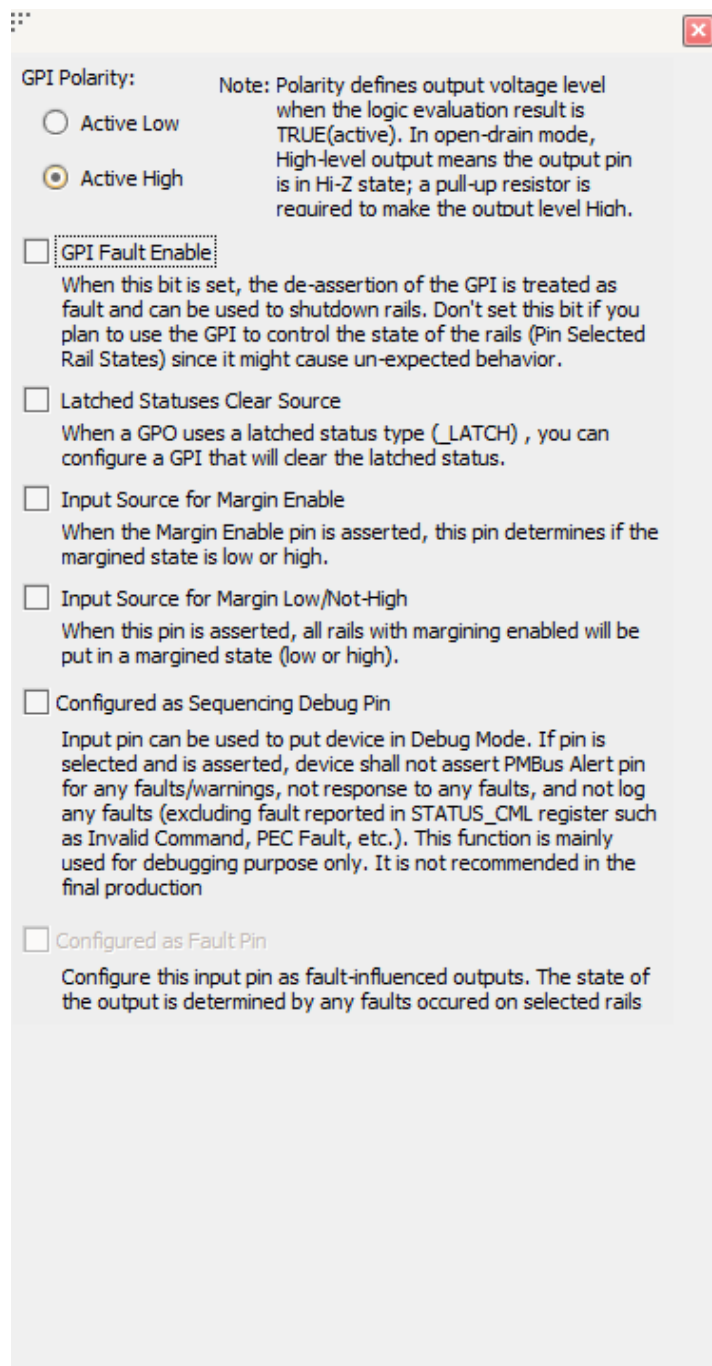 GPI Polarity:
Active Low
Active High
Note: Polarity defines output voltage level
when the logic evaluation result is
TRUE(active). In open-drain mode,
High-level output means the output pin
is in Hi-Z state; a pull-up resistor is
required to make the output level High.
GPI Fault Enable
When this bit is set, the de-assertion of the GPI is treated as
fault and can be used to shutdown rails. Don't set this bit if you
plan to use the GPI to control the state of the rails (Pin Selected
Rail States) since it might cause un-expected behavior.
Latched Statuses Clear Source
When a GPO uses a latched status type (_LATCH) , you can
configure a GPI that will clear the latched status.
Input Source for Margin Enable
When the Margin Enable pin is asserted, this pin determines if the
margined state is low or high.
Input Source for Margin Low/Not-High
When this pin is asserted, all rails with margining enabled will be
put in a margined state (low or high).
Configured as Sequencing Debug Pin
Input pin can be used to put device in Debug Mode. If pin is
selected and is asserted, device shall not assert PMBus Alert pin
for any faults/warnings, not response to any faults, and not log
any faults (excluding fault reported in STATUS_CML register such
as Invalid Command, PEC Fault, etc.). This function is mainly
used for debugging purpose only. It is not recommended in the
final production
Configured as Fault Pin
Configure this input pin as fault-influenced outputs. The state of
the output is determined by any faults occured on selected rails